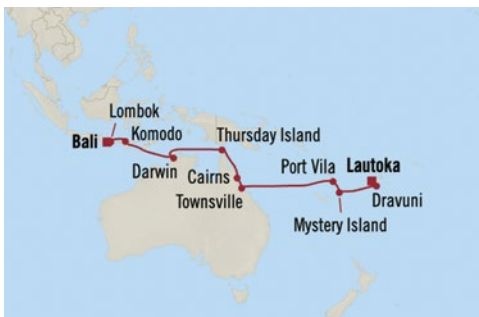 Lombok
Bali
Komodo
Thursday Island
Darwin
Cairns
Townsville
Port Vila
Lautoka
Dravuni
Mystery Island